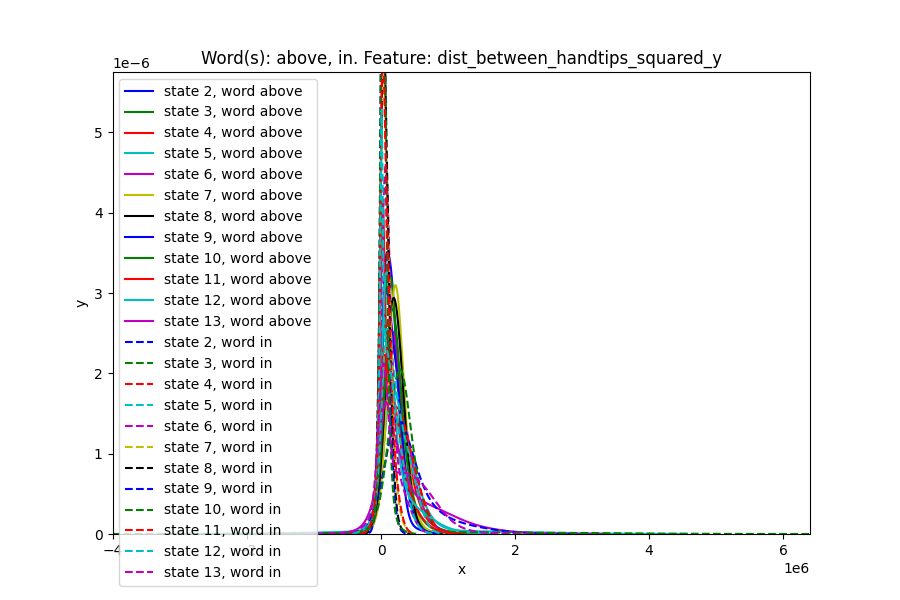 Word(s): above, in. Feature: dist_between_handtips_squared_y
1e−6
state 2, word above
state 3, word above
state 4, word above
state 5, word above
state 6, word above
state 7, word above
state 8, word above
state 9, word above
state 10, word above
state 11, word above
state 12, word above
state 13, word above
state 2, word in
state 3, word in
state 4, word in
state 5, word in
state 6, word in
state 7, word in
state 8, word in
state 9, word in
state 10, word in
state 11, word in
state 12, word in
state 13, word in
5
4
3
2
1
0
y
0 2 4 6
1e6
x